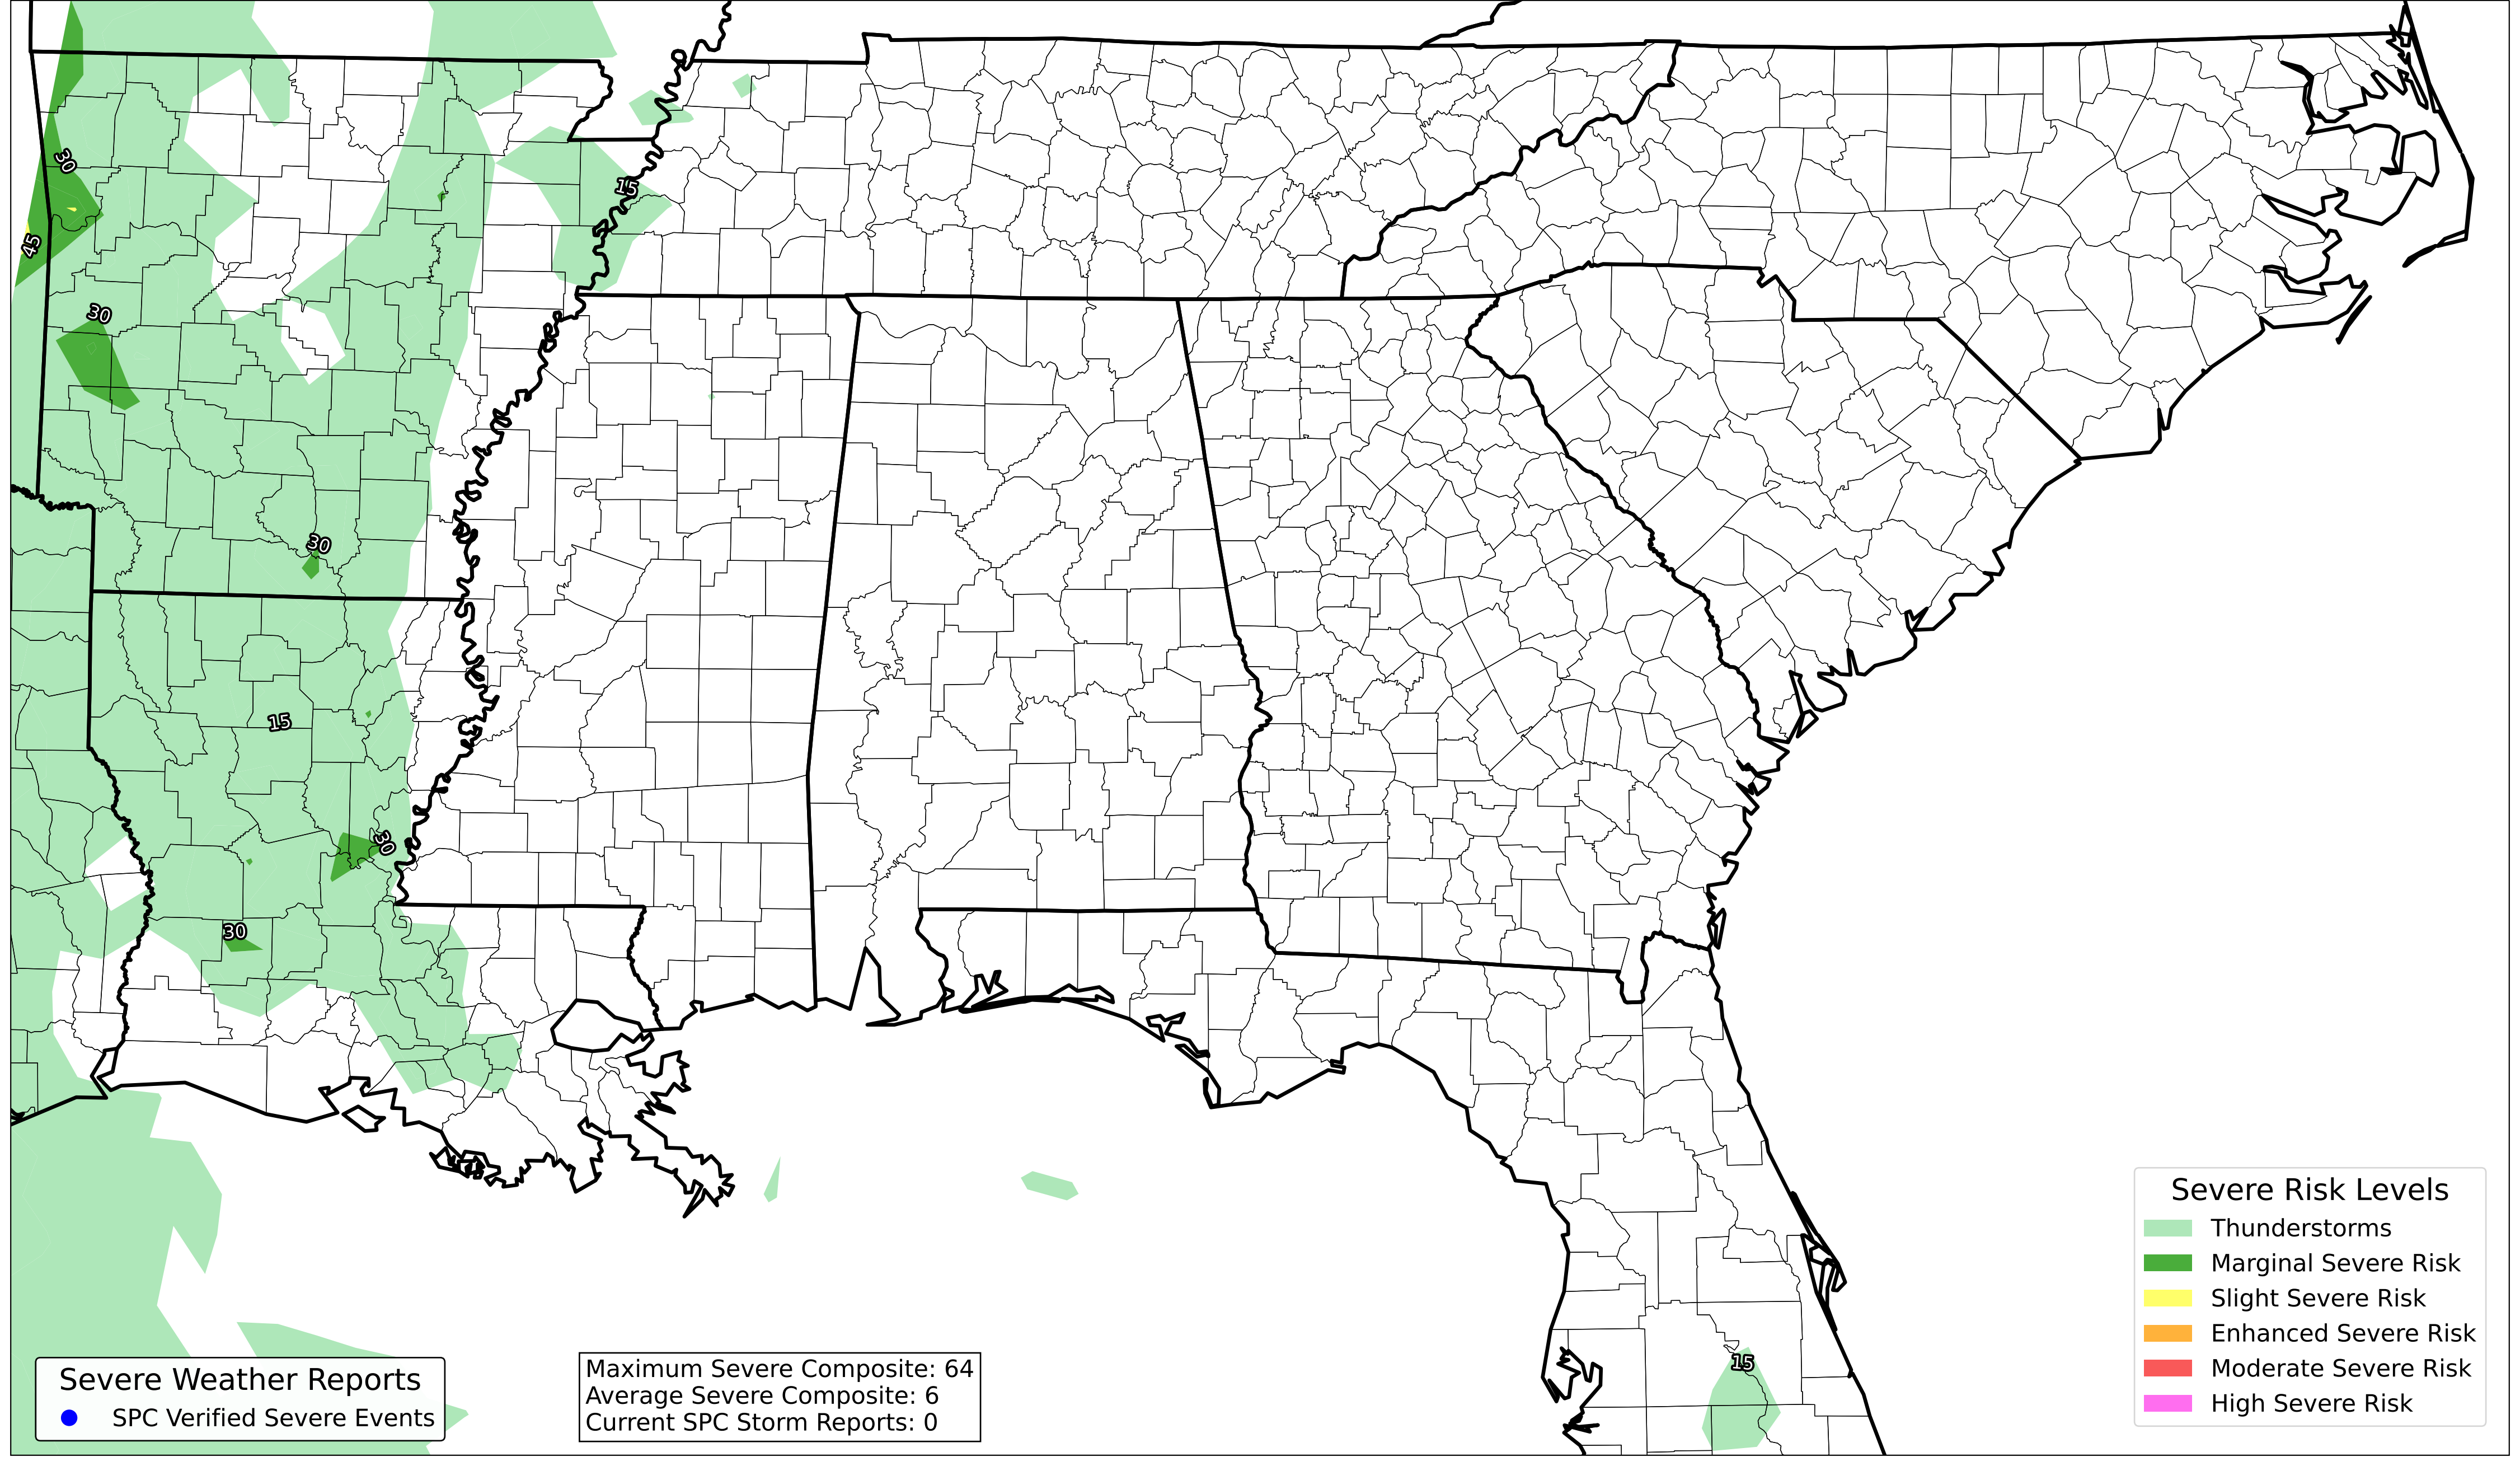 30
15
45
30
30
15
30
30
15
Severe Risk Levels
Thunderstorms
Marginal Severe Risk
Slight Severe Risk
Enhanced Severe Risk
Moderate Severe Risk
High Severe Risk
Severe Weather Reports
SPC Verified Severe Events
Maximum Severe Composite: 64
Average Severe Composite: 6
Current SPC Storm Reports: 0